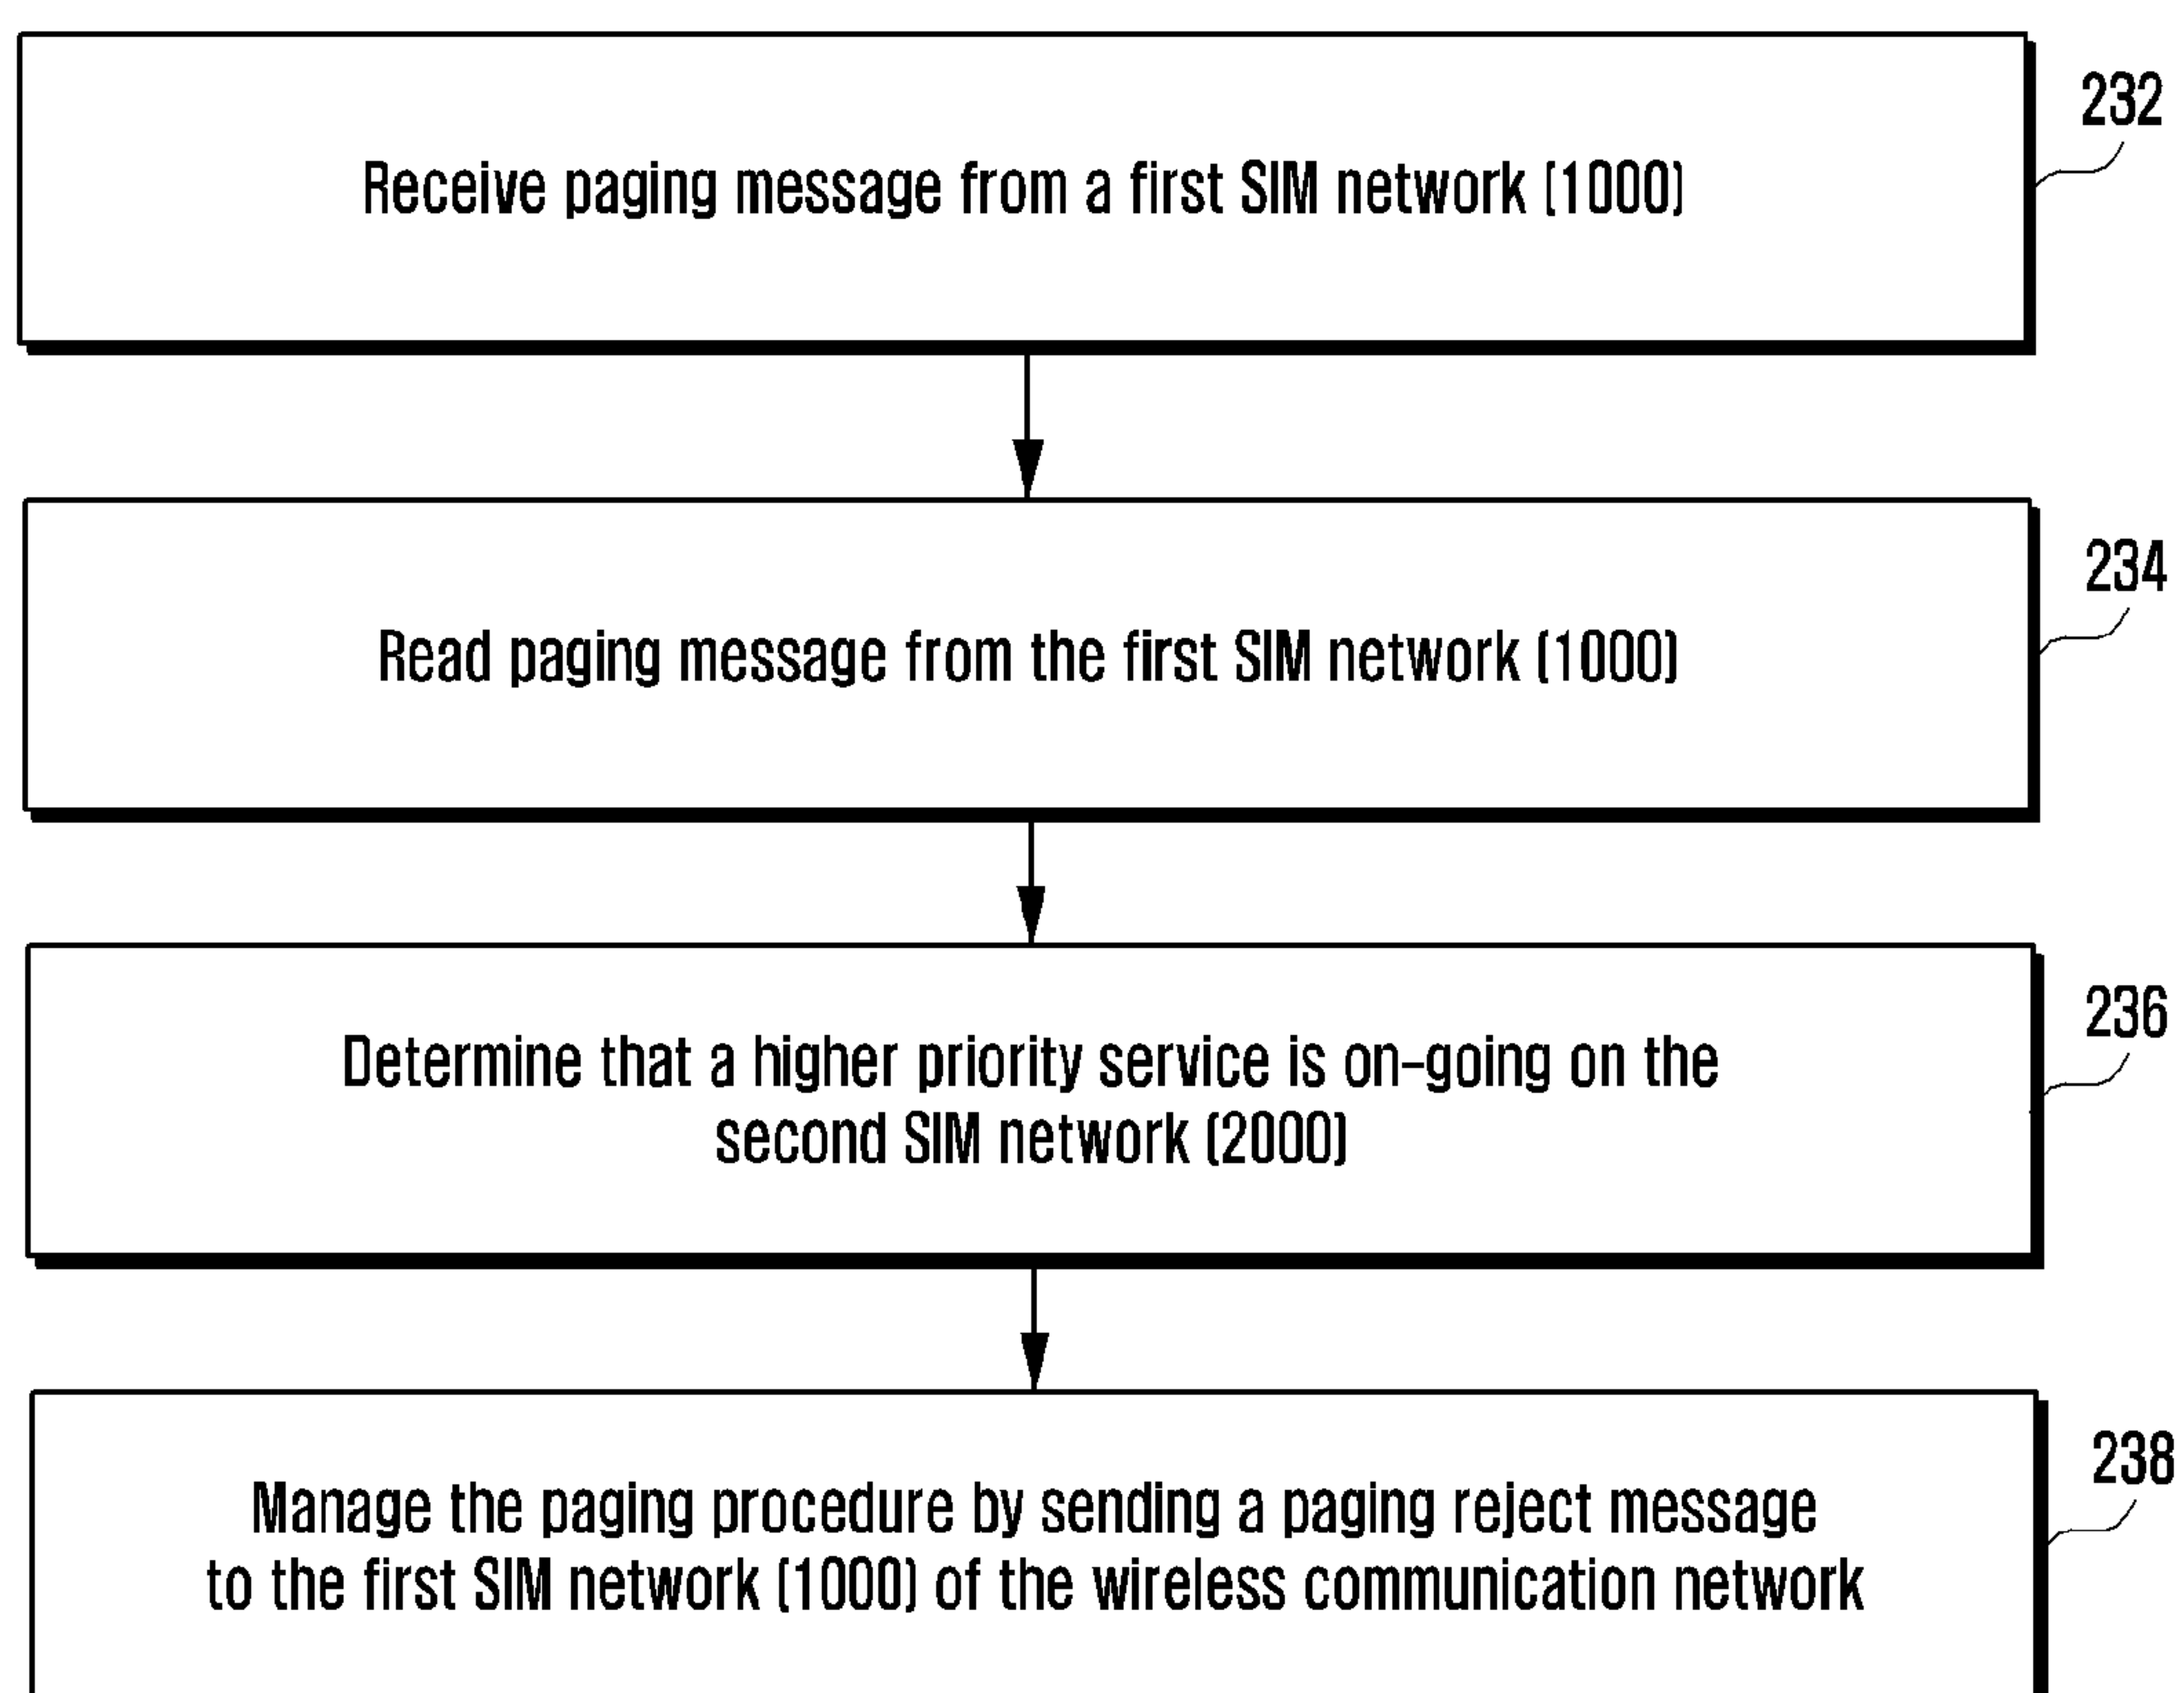 232
Receive paging message from a first SIM network (1000)
234
Read paging message from the first SIM network (1000)
236
Determine that a higher priority service is on-going on the
second SIM network (2000)
238
Manage the paging procedure by sending a paging reject message
to the first SIM network (1000) of the wireless communication network